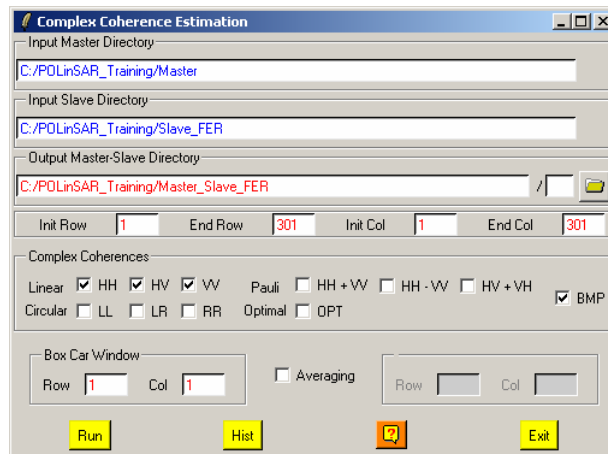 Complex Coherence Estimation
Input Master Directory
C:/POLinSAR_Training/Master
Input Slave Directory
C:/POLinSAR_Training/Slave_FER
Output Master-Slave Directory
C:/POLinSAR_Training/Master_Slave_FER /
Init Row 1 End Row 301 Init Col 1 End Col 301
Complex Coherences
Linear HH HV VV Pauli HH + VV HH - VV HV + VH BMP
Circular LL LR RR Optimal OPT
Box Car Window
Row 1 Col 1 Averaging Row Col
Run Hist ? Exit